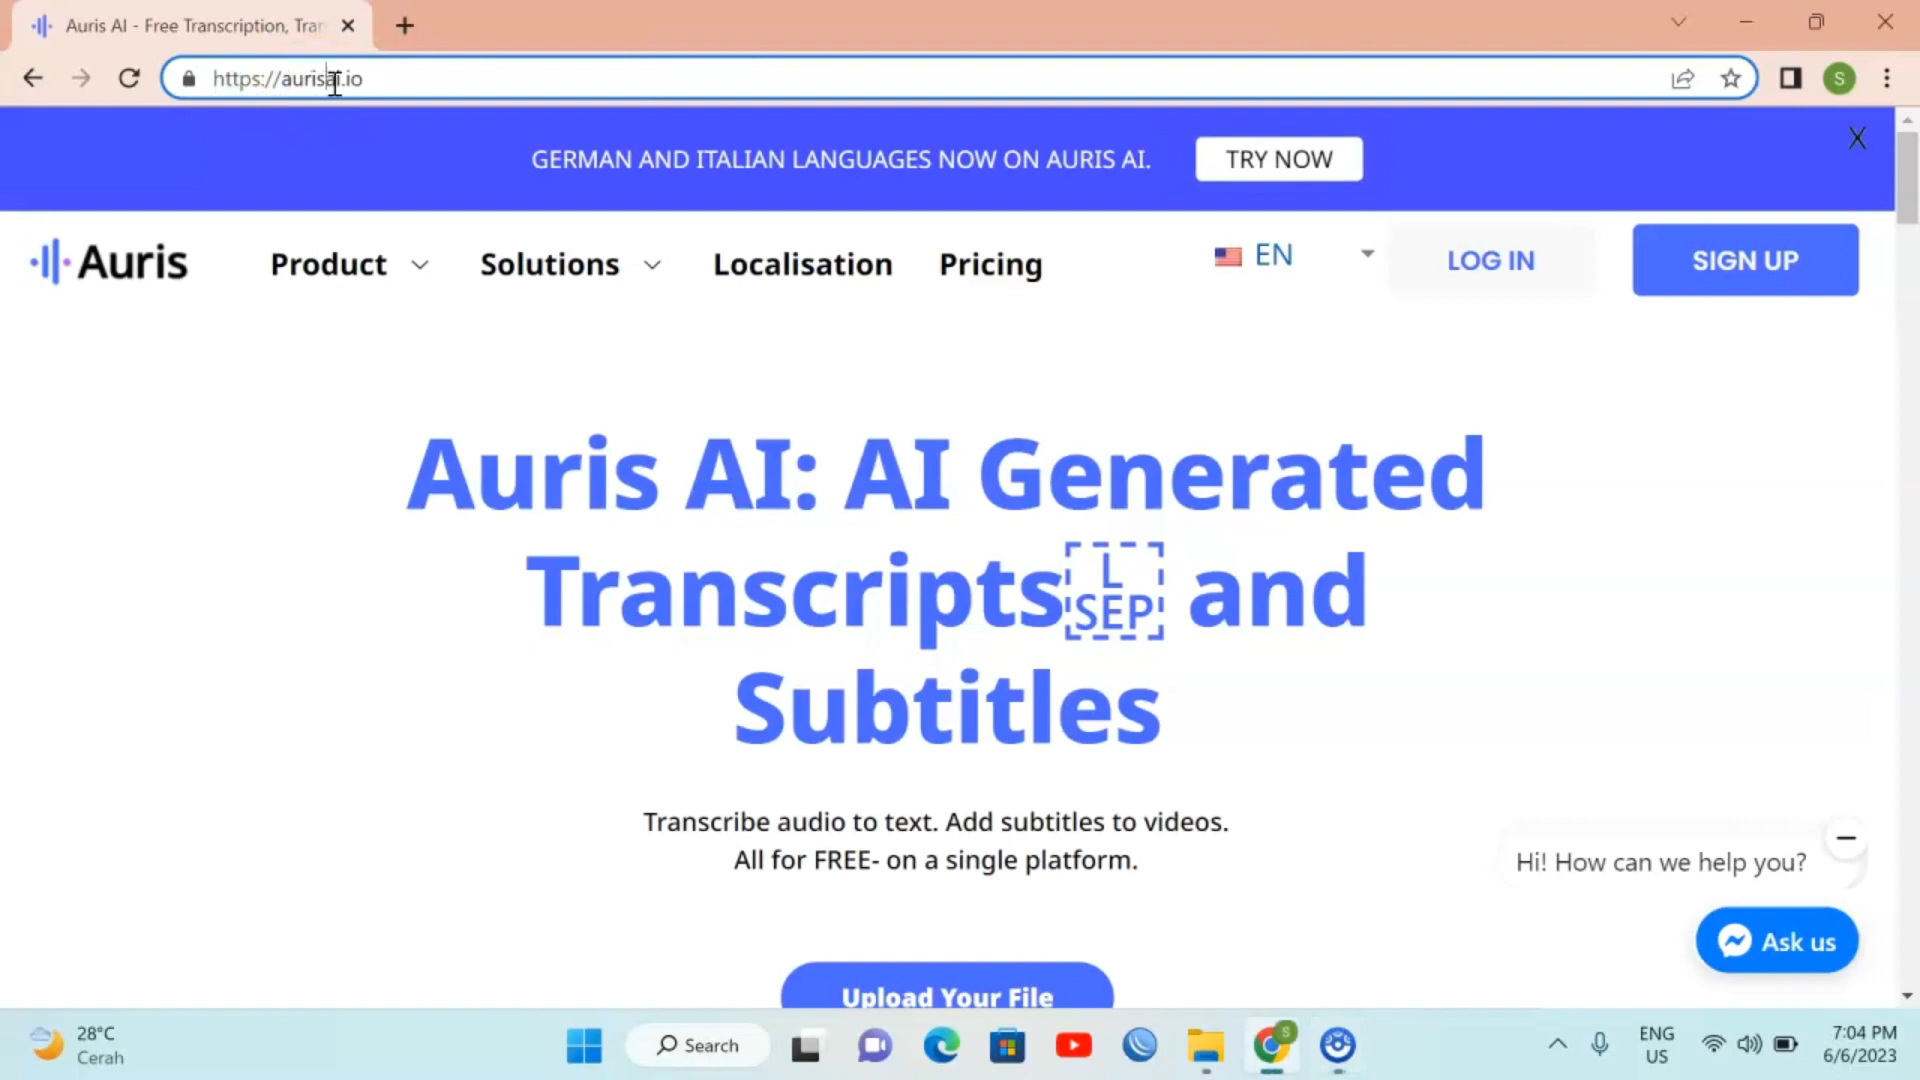 Auris AI - Free Transcription, Tran
https://aurisai.io
S
GERMAN AND ITALIAN LANGUAGES NOW ON AURIS AI.
TRY NOW
X
Auris
Product
Solutions
Localisation
Pricing
EN
LOG IN
SIGN UP
Auris AI: AI Generated
Transcripts L SEP and
Subtitles
Transcribe audio to text. Add subtitles to videos.
All for FREE- on a single platform.
Hi! How can we help you?
Ask us
Upload Your File
28°C
Cerah
Search
S
ENG
US
7:04 PM
6/6/2023